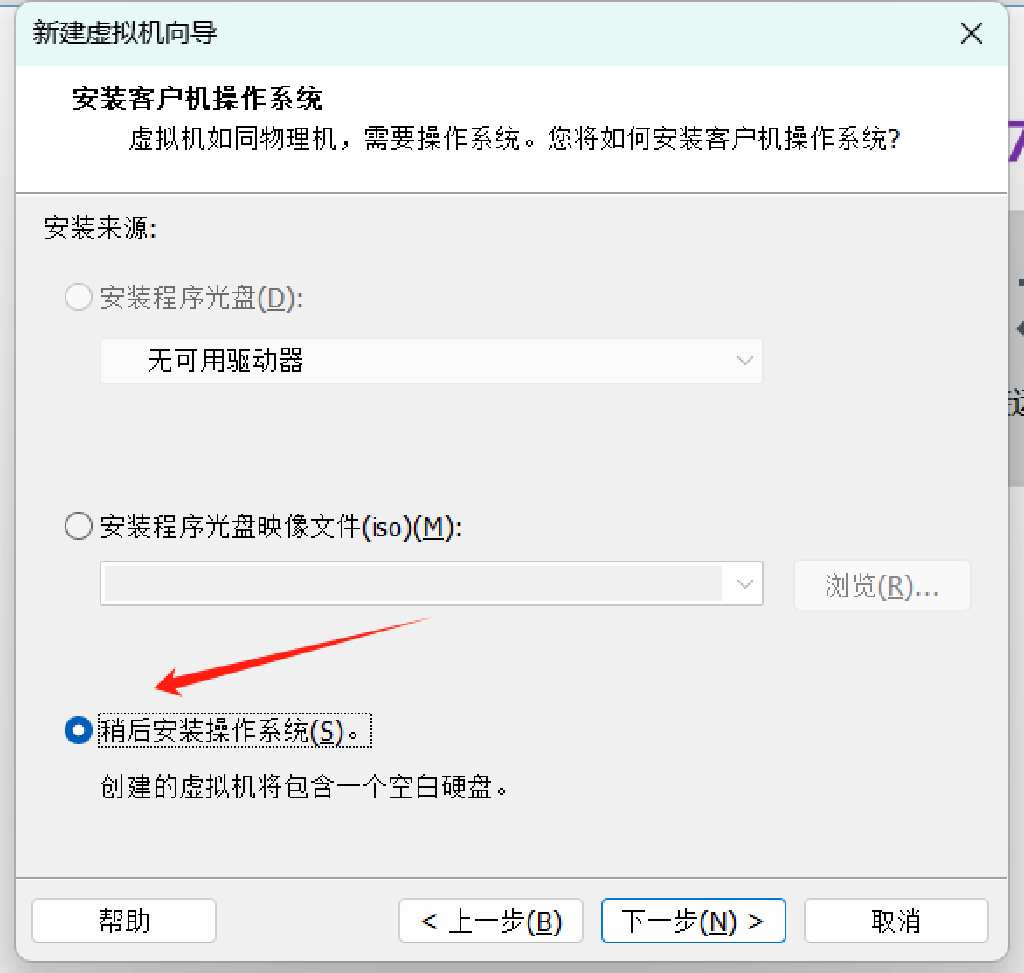 新建虚拟机向导
安装客户机操作系统
虚拟机如同物理机，需要操作系统。您将如何安装客户机操作系统?
安装来源:
安装程序光盘(D):
无可用驱动器
安装程序光盘映像文件(iso)(M):
浏览(R)...
稍后安装操作系统(S)。
创建的虚拟机将包含一个空白硬盘。
帮助
< 上一步(B)
下一步(N) >
取消